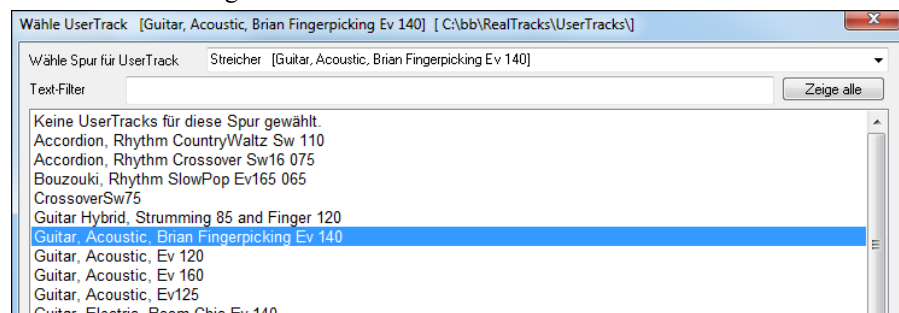 Wähle UserTrack [Guitar, Acoustic, Brian Fingerpicking Ev 140] [ C:\bb\RealTracks\UserTracks\]
Wähle Spur für UserTrack Streicher [Guitar, Acoustic, Brian Fingerpicking Ev 140]
Text-Filter Zeige alle
Keine UserTracks für diese Spur gewählt.
Accordion, Rhythm CountryWaltz Sw 110
Accordion, Rhythm Crossover Sw16 075
Bouzouki, Rhythm SlowPop Ev165 065
CrossoverSw75
Guitar Hybrid, Strumming 85 and Finger 120
Guitar, Acoustic, Brian Fingerpicking Ev 140
Guitar, Acoustic, Ev 120
Guitar, Acoustic, Ev 160
Guitar, Acoustic, Ev125